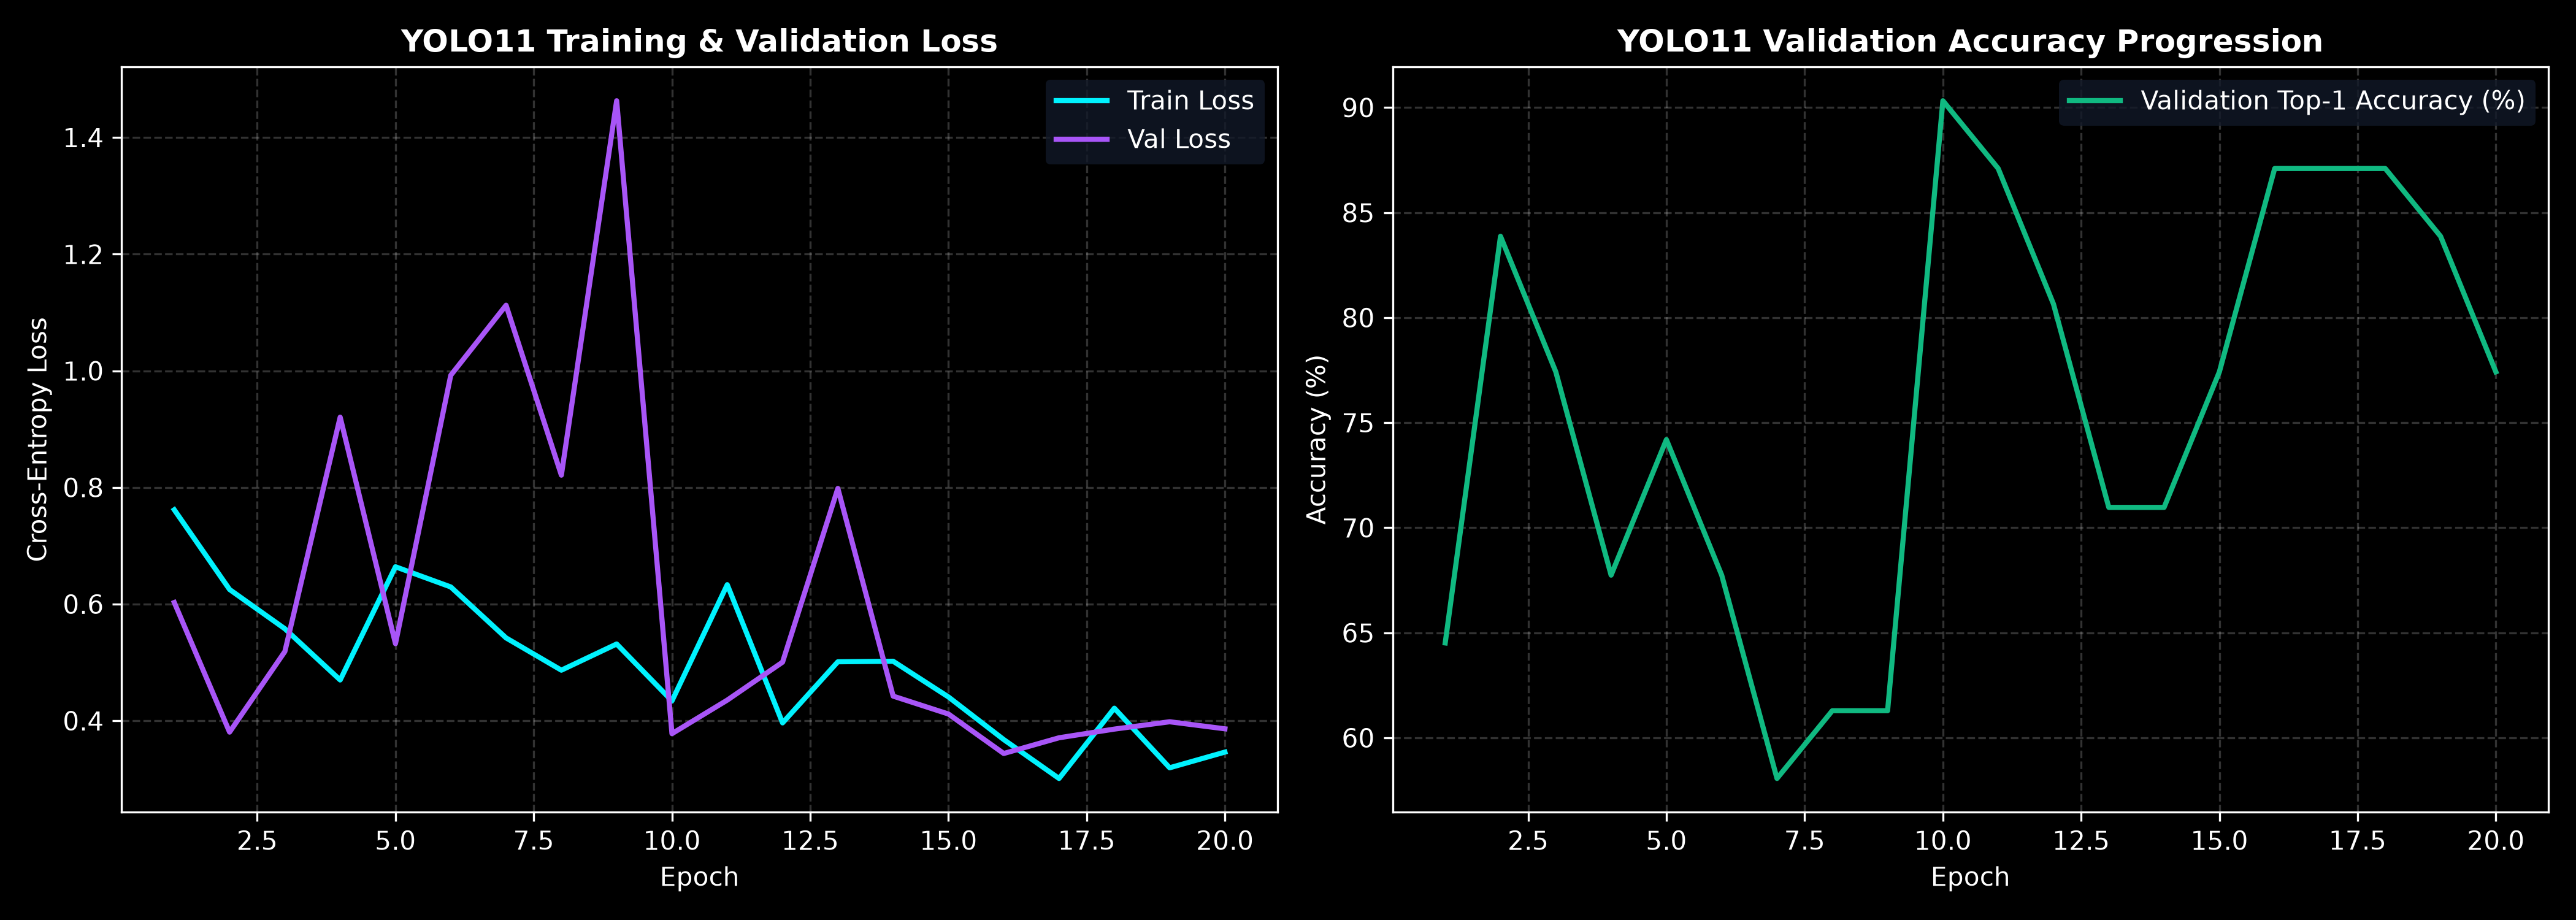 YOLO11 Training & Validation Loss
Train Loss
Val Loss
Cross-Entropy Loss
1.4
1.2
1.0
0.8
0.6
0.4
2.5 5.0 7.5 10.0 12.5 15.0 17.5 20.0
Epoch
YOLO11 Validation Accuracy Progression
Validation Top-1 Accuracy (%)
Accuracy (%)
90
85
80
75
70
65
60
2.5 5.0 7.5 10.0 12.5 15.0 17.5 20.0
Epoch